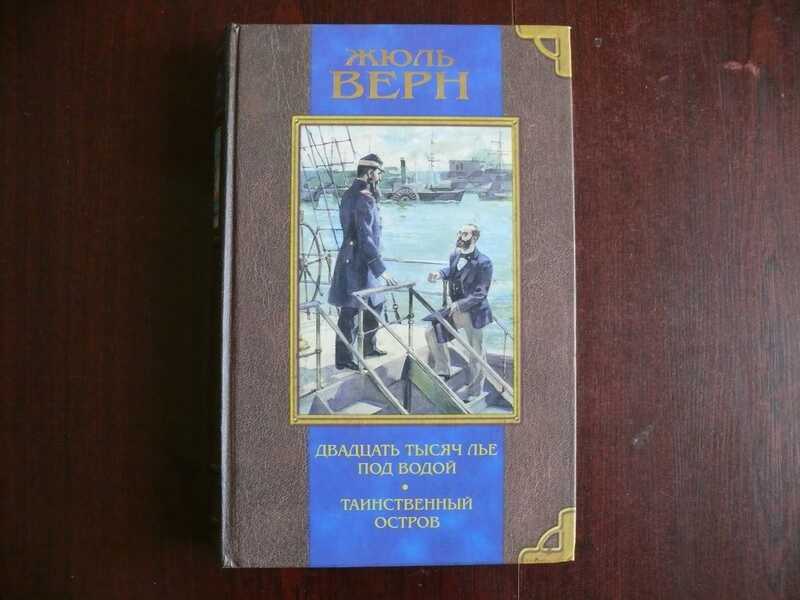 ЖЮЛЬ
ВЕРН
ДВАДЦАТЬ ТЫСЯЧ ЛЬЕ
ПОД ВОДОЙ
•
ТАИНСТВЕННЫЙ
ОСТРОВ